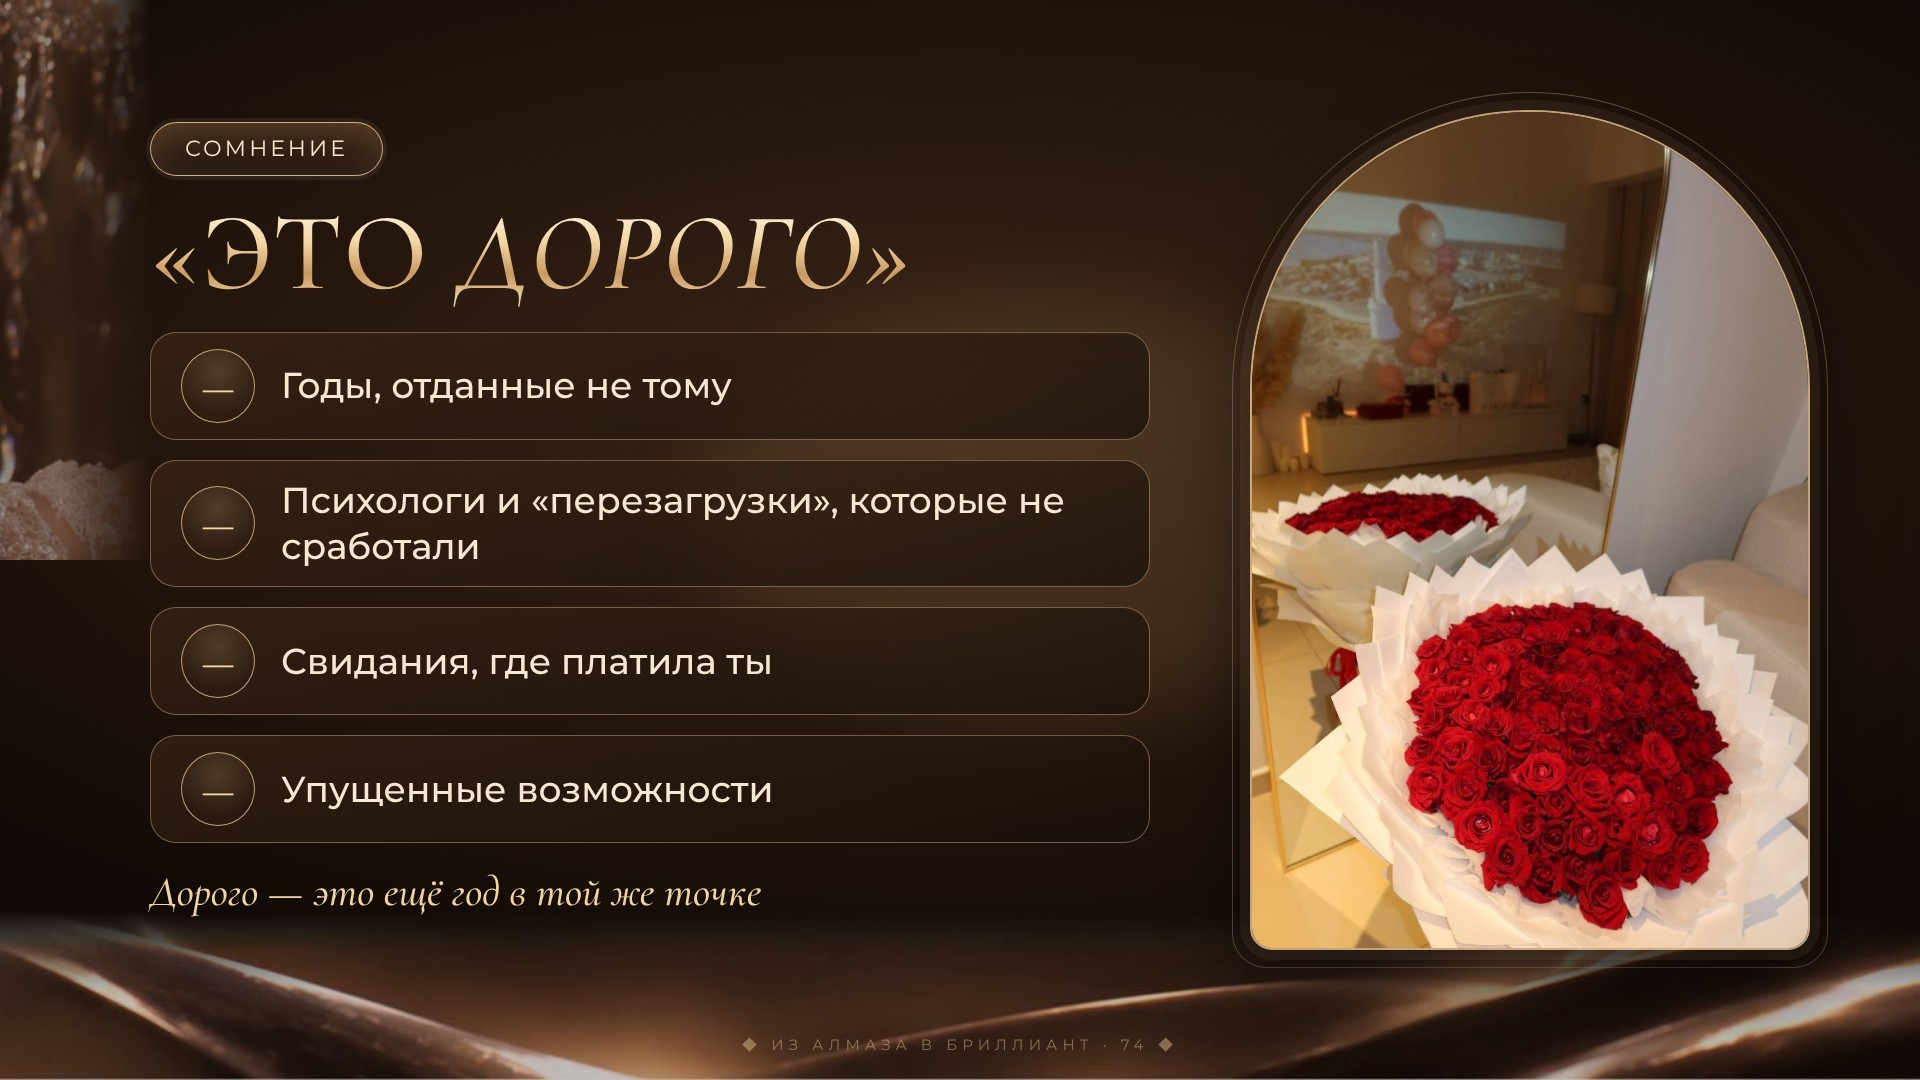 СОМНЕНИЕ
«ЭТО ДОРОГО»
— Годы, отданные не тому
— Психологи и «перезагрузки», которые не
сработали
— Свидания, где платила ты
— Упущенные возможности
Дорого — это ещё год в той же точке
◆ ИЗ АЛМАЗА В БРИЛЛИАНТ · 74 ◆